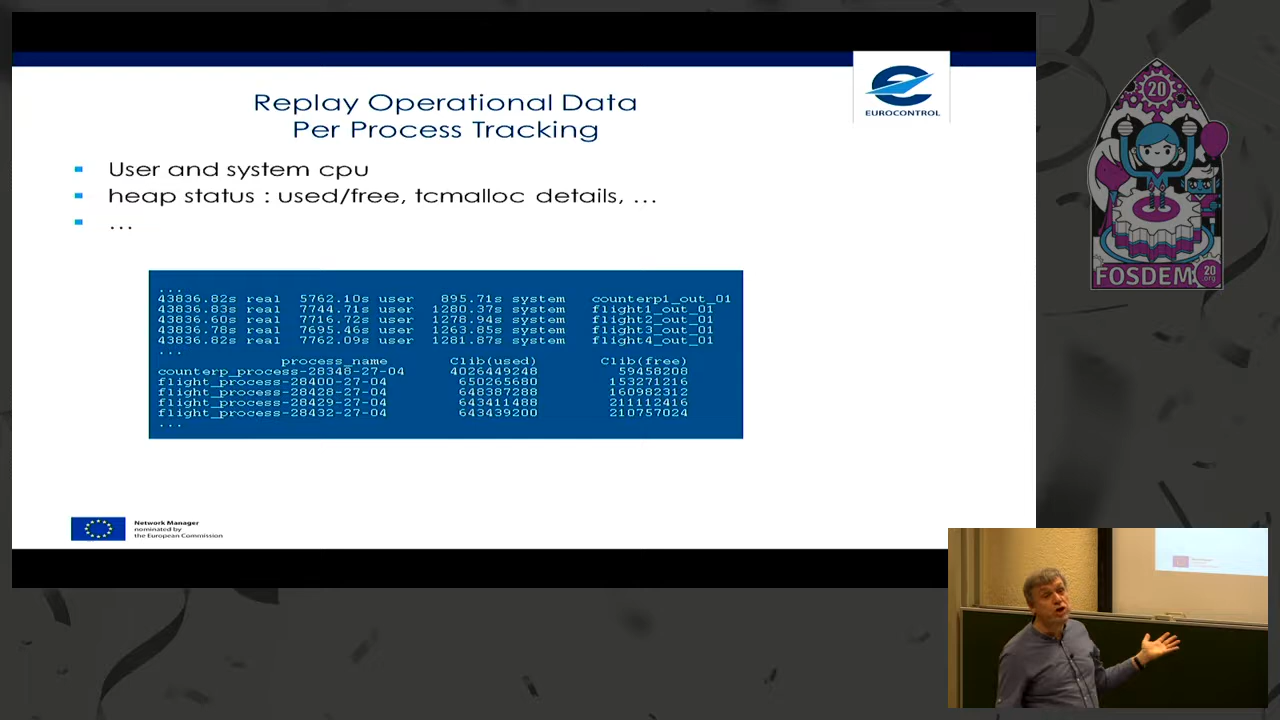 Replay Operational Data
Per Process Tracking
EUROCONTROL
User and system cpu
heap status : used/free, tcmalloc details, ...
...
...
43836.82s real 5762.10s user 895.71s system counterp1_out_01
43836.83s real 7744.71s user 1280.37s system flight1_out_01
43836.60s real 7716.72s user 1278.94s system flight2_out_01
43836.78s real 7695.46s user 1263.85s system flight3_out_01
43836.82s real 7762.09s user 1281.87s system flight4_out_01
...
process_name Clib(used) Clib(free)
counterp_process-28348-27-04 4026449248 59458208
flight_process-28400-27-04 650265680 153271216
flight_process-28428-27-04 648387288 160982312
flight_process-28429-27-04 643411488 211112416
flight_process-28432-27-04 643439200 210757024
...
Network Manager
nominated by
the European Commission
20
FOSDEM 20
.org